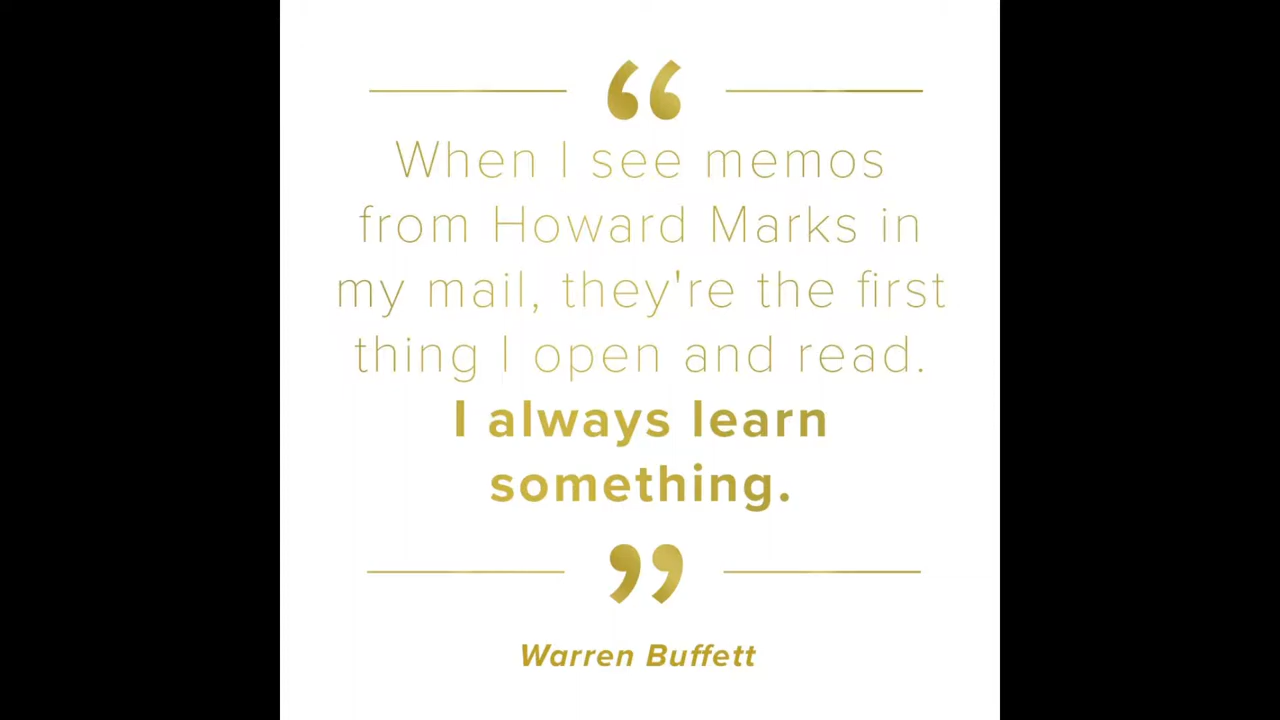 “
When I see memos
from Howard Marks in
my mail, they're the first
thing I open and read.
I always learn
something.
”
Warren Buffett